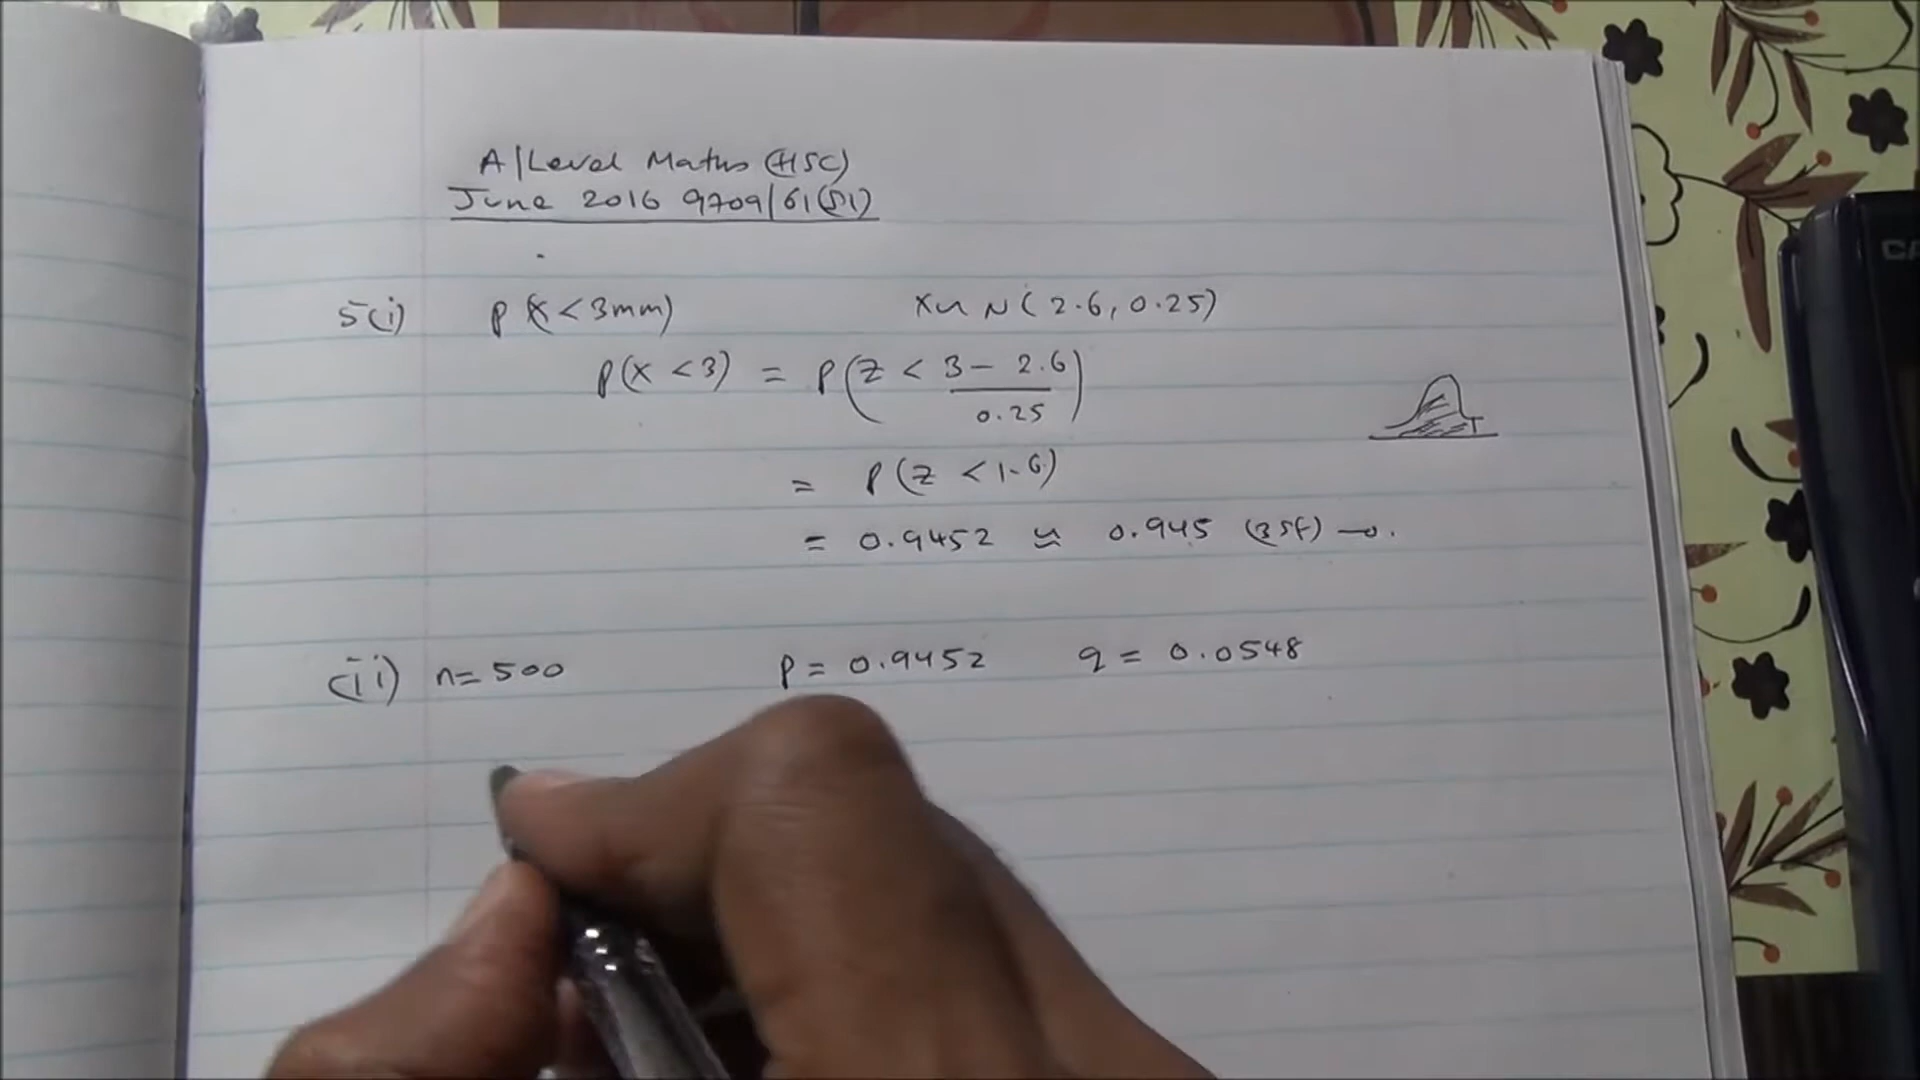 A/Level Maths (HSC)
June 2016 9709/61(S1)
5(i) P(X < 3mm) X ~ N(2.6, 0.25)
P(X < 3) = P(Z < 3 - 2.6 / 0.25)
= P(Z < 1.6)
= 0.9452 ≈ 0.945 (3sf)
(ii) n = 500 p = 0.9452 q = 0.0548
CA